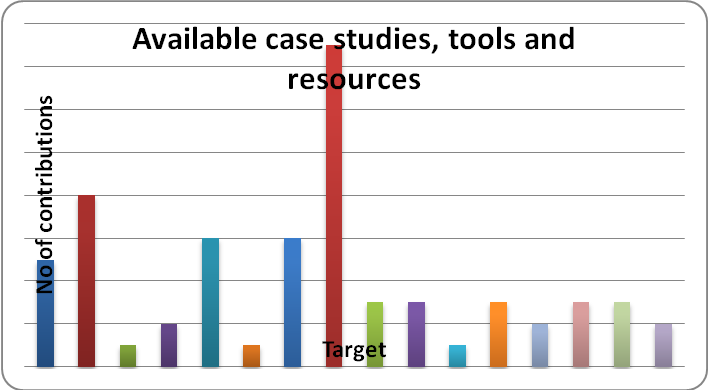 Available case studies, tools and
resources
No of contributions
Target